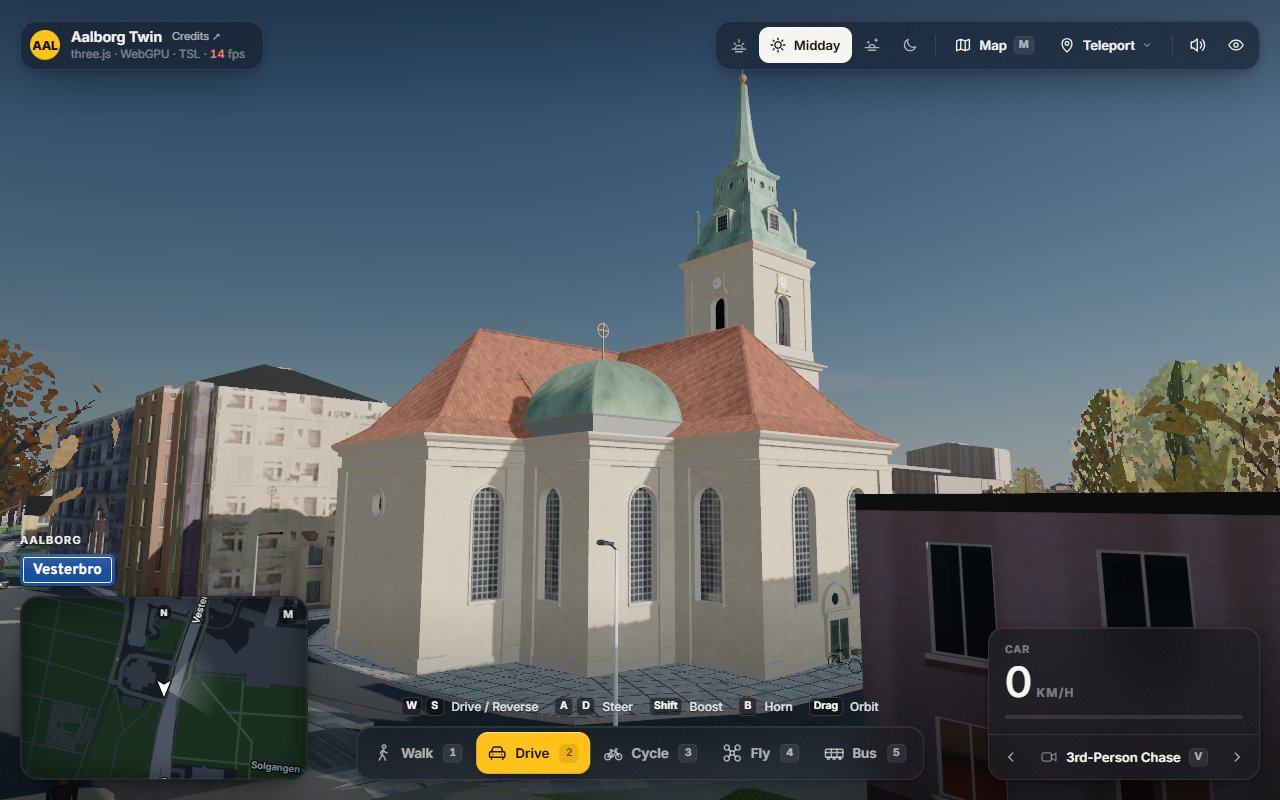 AAL
Aalborg Twin Credits ↗
three.js · WebGPU · TSL · 14 fps
Midday
Map M
Teleport
AALBORG
Vesterbro
N
M
Vester
Solgangen
W S Drive / Reverse A D Steer Shift Boost B Horn Drag Orbit
Walk 1
Drive 2
Cycle 3
Fly 4
Bus 5
CAR
0 KM/H
3rd-Person Chase V